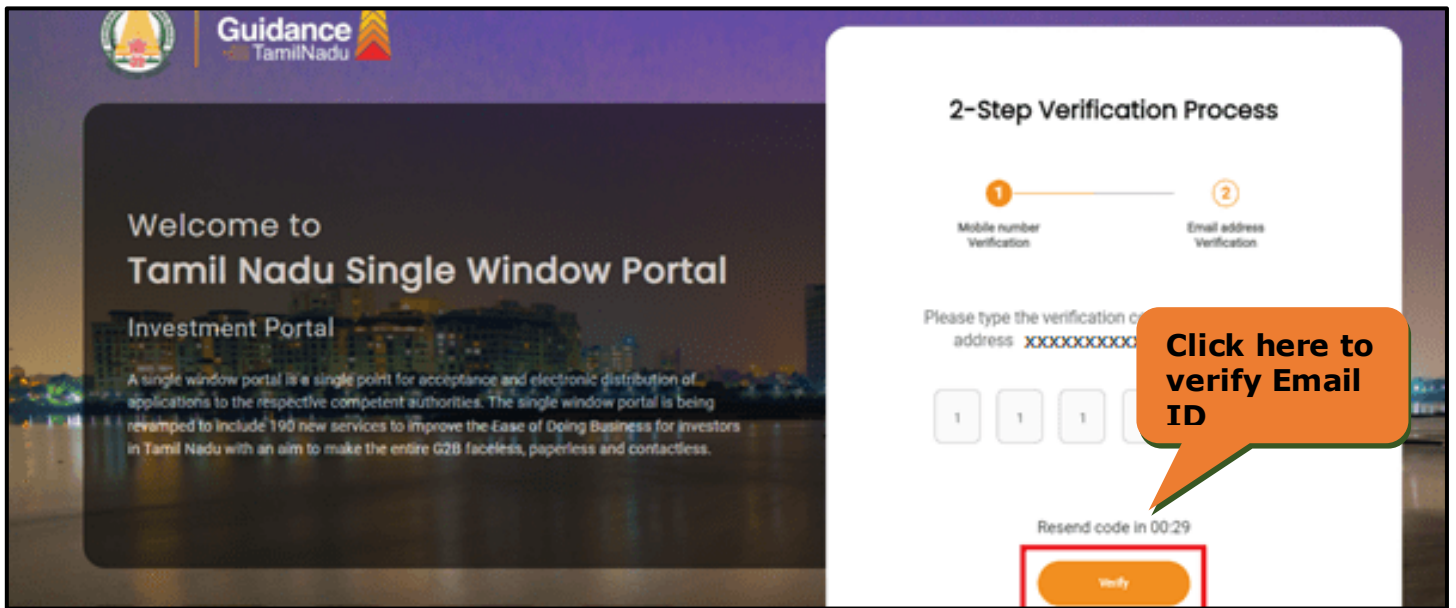 Guidance
TamilNadu
Welcome to
Tamil Nadu Single Window Portal
Investment Portal
A single window portal is a single point for acceptance and electronic distribution of
applications to the respective competent authorities. The single window portal is being
revamped to include 190 new services to improve the Ease of Doing Business for investors
in Tamil Nadu with an aim to make the entire G2B faceless, paperless and contactless.
2-Step Verification Process
1
2
Mobile number
Verification
Email address
Verification
Please type the verification
address XXXXXXXXXX
1 1 1
Click here to
verify Email
ID
Resend code in 00:29
Verify